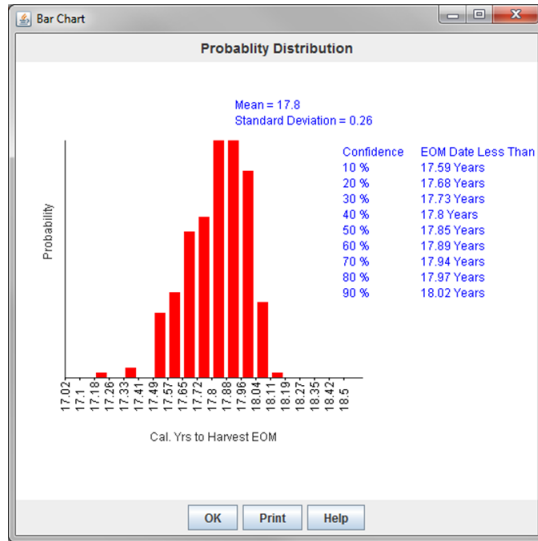 Bar Chart
Probablity Distribution
Mean = 17.8
Standard Deviation = 0.26
Confidence EOM Date Less Than
10 % 17.59 Years
20 % 17.68 Years
30 % 17.73 Years
40 % 17.8 Years
50 % 17.85 Years
60 % 17.89 Years
70 % 17.94 Years
80 % 17.97 Years
90 % 18.02 Years
Probability
17.02
17.1
17.18
17.26
17.33
17.41
17.49
17.57
17.65
17.72
17.8
17.88
17.96
18.04
18.11
18.19
18.27
18.35
18.42
18.5
Cal. Yrs to Harvest EOM
OK Print Help